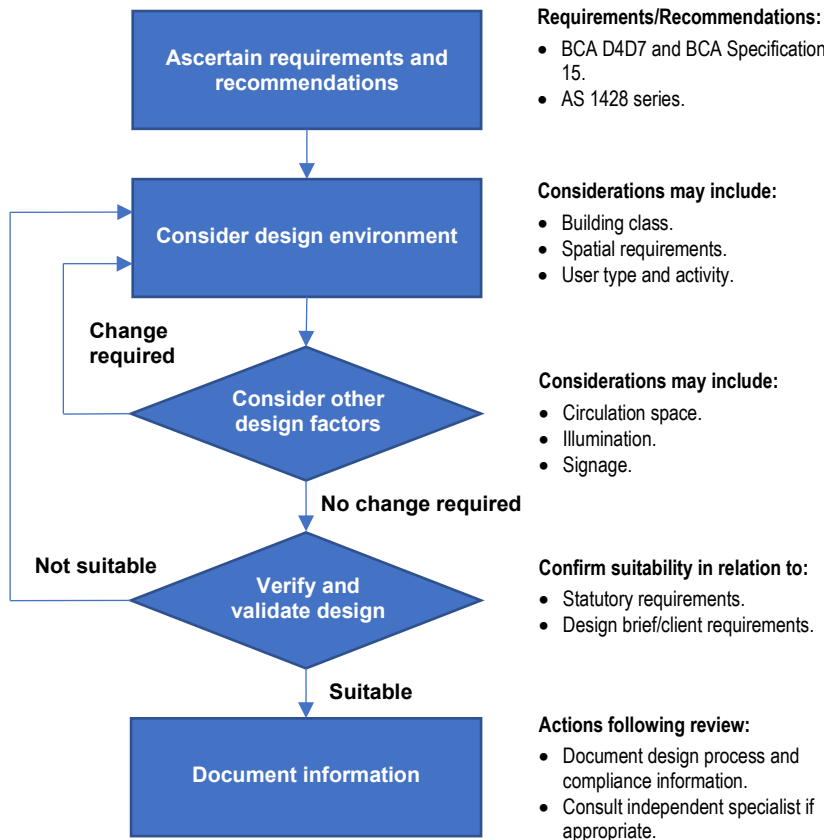 Ascertain requirements and
recommendations
Requirements/Recommendations:
• BCA D4D7 and BCA Specification
15.
• AS 1428 series.
Consider design environment
Considerations may include:
• Building class.
• Spatial requirements.
• User type and activity.
Change
required
Consider other
design factors
Considerations may include:
• Circulation space.
• Illumination.
• Signage.
No change required
Not suitable
Verify and
validate design
Confirm suitability in relation to:
• Statutory requirements.
• Design brief/client requirements.
Suitable
Document information
Actions following review:
• Document design process and
compliance information.
• Consult independent specialist if
appropriate.